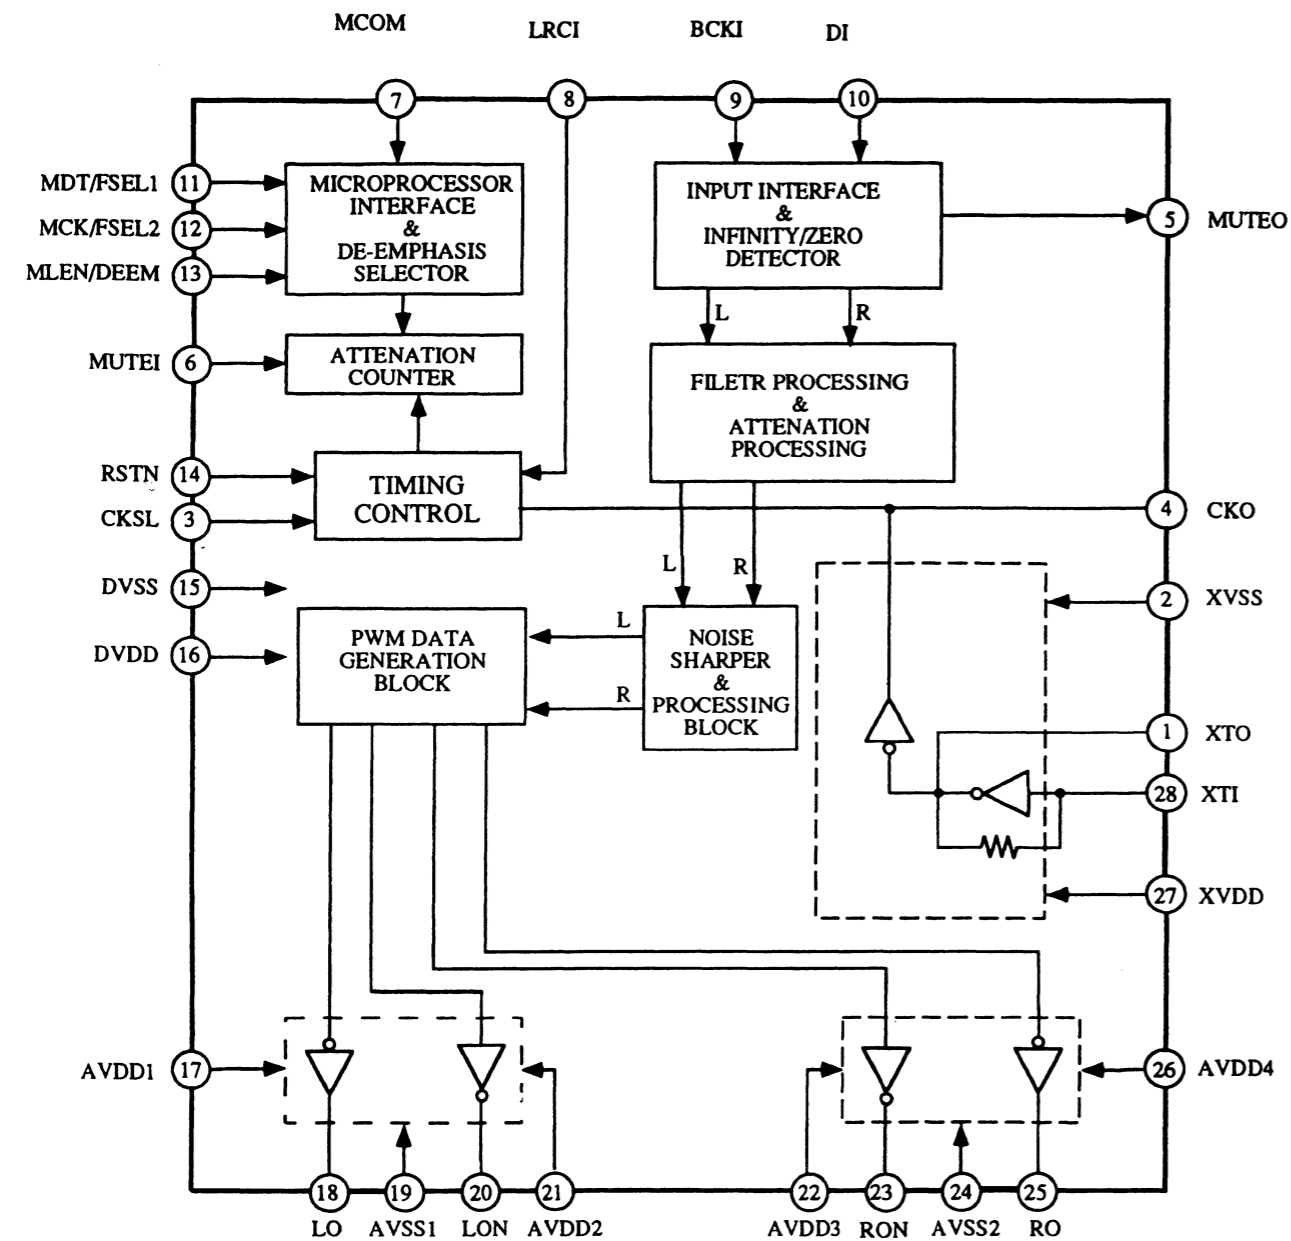 MCOM
LRCI
BCKI
DI
7
8
9
10
MDT/FSEL1 11
MCK/FSEL2 12
MLEN/DEEM 13
MICROPROCESSOR
INTERFACE
&
DE-EMPHASIS
SELECTOR
INPUT INTERFACE
&
INFINITY/ZERO
DETECTOR
5 MUTEO
L
R
MUTEI 6
ATTENATION
COUNTER
FILETR PROCESSING
&
ATTENATION
PROCESSING
RSTN 14
CKSL 3
TIMING
CONTROL
4 CKO
L
R
DVSS 15
DVDD 16
PWM DATA
GENERATION
BLOCK
L
R
NOISE
SHARPER
&
PROCESSING
BLOCK
2 XVSS
1 XTO
28 XTI
27 XVDD
AVDD1 17
26 AVDD4
18
19
20
21
22
23
24
25
LO
AVSS1
LON
AVDD2
AVDD3
RON
AVSS2
RO